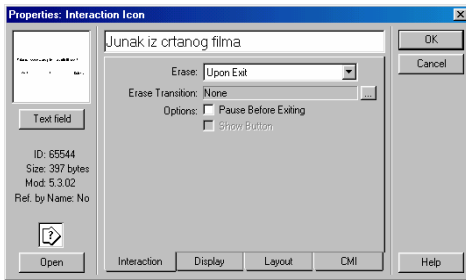 Properties: Interaction Icon
Junak iz crtanog filma
OK
Cancel
Erase: Upon Exit
Erase Transition: None ...
Options: Pause Before Exiting
Show Button
Text field
ID: 65544
Size: 397 bytes
Mod: 5.3.02
Ref. by Name: No
Open
Interaction Display Layout CMI
Help